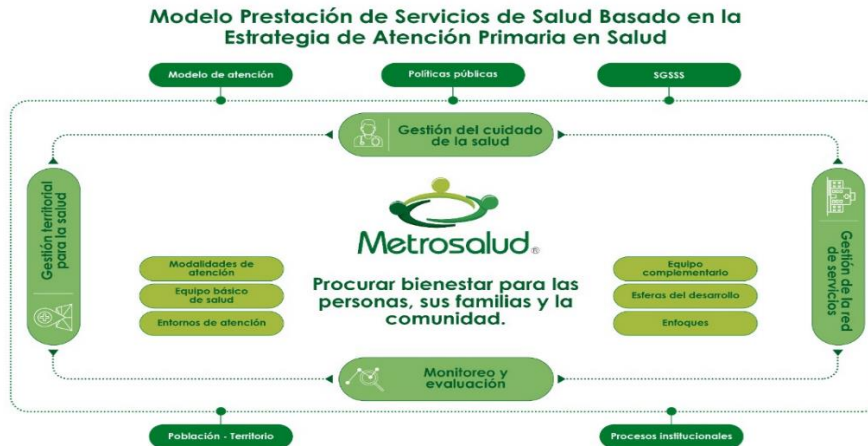 Modelo Prestación de Servicios de Salud Basado en la
Estrategia de Atención Primaria en Salud
Modelo de atención
Políticas públicas
SGSSS
Gestión del cuidado
de la salud
Gestión territorial
para la salud
Gestión de la red
de servicios
Metrosalud®
Modalidades de
atención
Equipo básico
de salud
Entornos de atención
Procurar bienestar para las
personas, sus familias y la
comunidad.
Equipo
complementario
Esferas del desarrollo
Enfoques
Monitoreo y
evaluación
Población - Territorio
Procesos institucionales